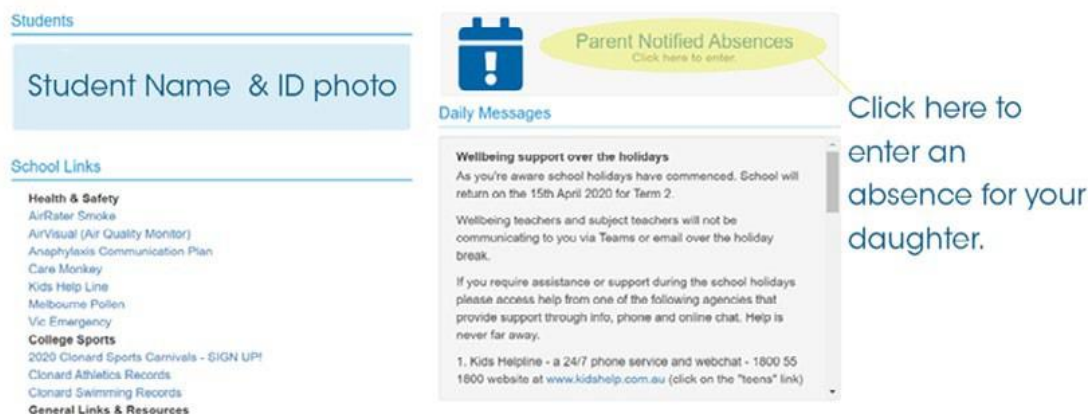 Students
Student Name & ID photo
School Links
Health & Safety
AirRater Smoke
AirVisual (Air Quality Monitor)
Anaphylaxis Communication Plan
Care Monkey
Kids Help Line
Melbourne Pollen
Vic Emergency
College Sports
2020 Clonard Sports Carnivals - SIGN UP!
Clonard Athletics Records
Clonard Swimming Records
General Links & Resources
Parent Notified Absences
Click here to enter.
Daily Messages
Wellbeing support over the holidays
As you're aware school holidays have commenced. School will
return on the 15th April 2020 for Term 2.
Wellbeing teachers and subject teachers will not be
communicating to you via Teams or email over the holiday
break.
If you require assistance or support during the school holidays
please access help from one of the following agencies that
provide support through info, phone and online chat. Help is
never far away.
1. Kids Helpline - a 24/7 phone service and webchat - 1800 55
1800 website at www.kidshelp.com.au (click on the "teens" link)
Click here to
enter an
absence for your
daughter.